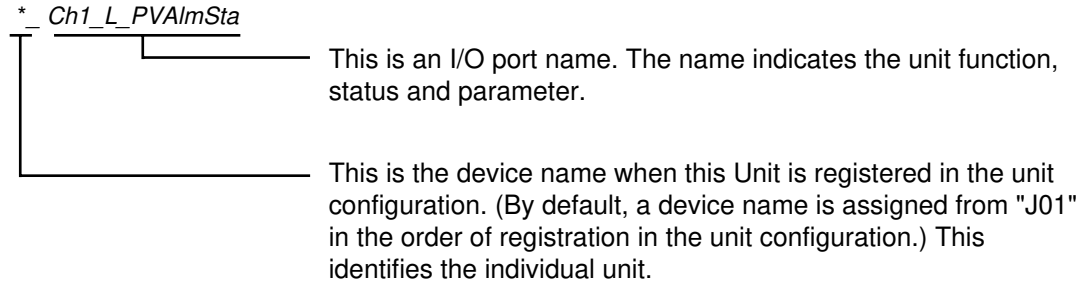 *_ Ch1_L_PVAlmSta
This is an I/O port name. The name indicates the unit function,
status and parameter.
This is the device name when this Unit is registered in the unit
configuration. (By default, a device name is assigned from "J01"
in the order of registration in the unit configuration.) This
identifies the individual unit.